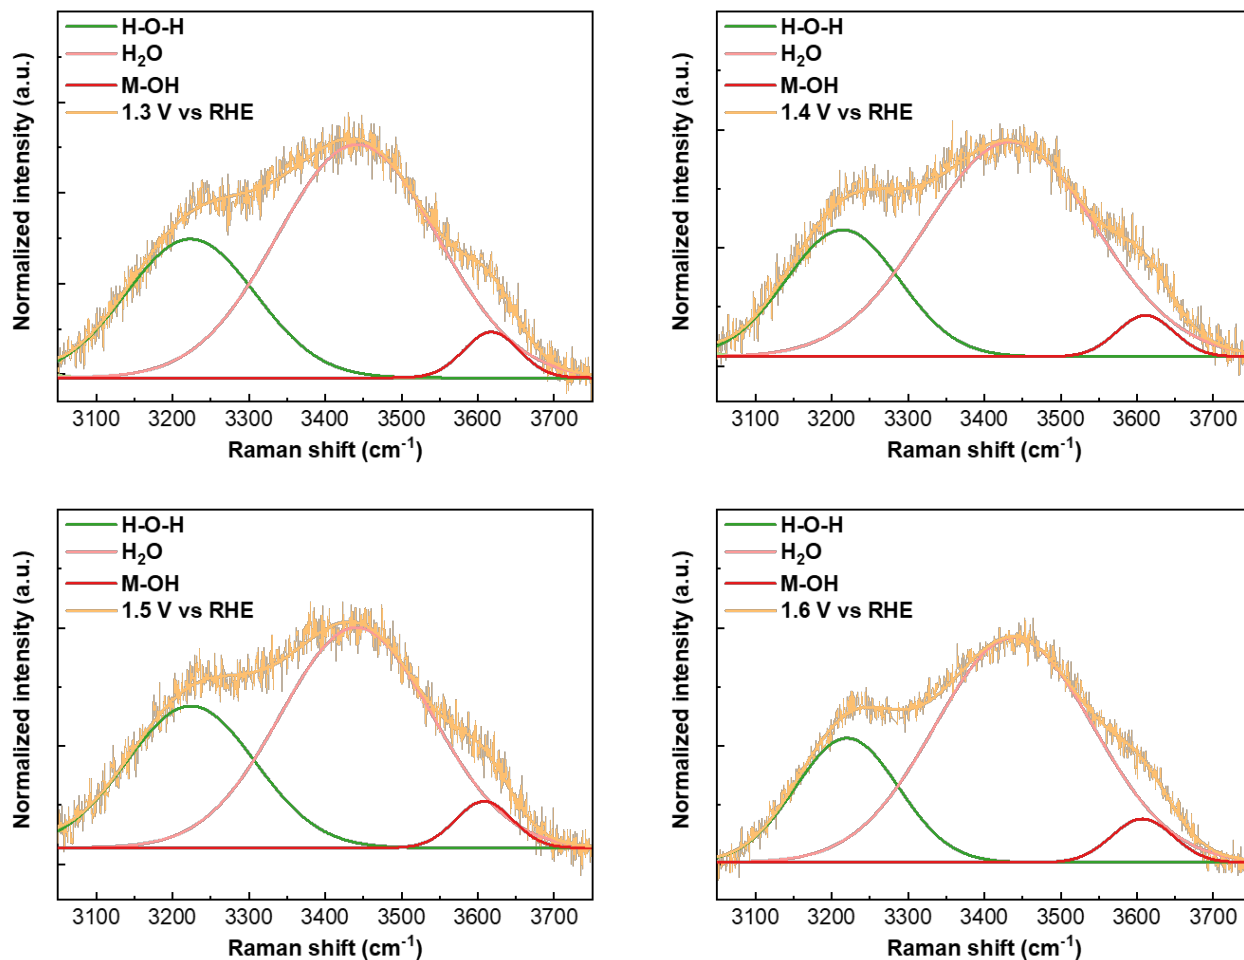 H-O-H
H₂O
M-OH
1.3 V vs RHE
Normalized intensity (a.u.)
3100 3200 3300 3400 3500 3600 3700
Raman shift (cm⁻¹)
H-O-H
H₂O
M-OH
1.4 V vs RHE
Normalized intensity (a.u.)
3100 3200 3300 3400 3500 3600 3700
Raman shift (cm⁻¹)
H-O-H
H₂O
M-OH
1.5 V vs RHE
Normalized intensity (a.u.)
3100 3200 3300 3400 3500 3600 3700
Raman shift (cm⁻¹)
H-O-H
H₂O
M-OH
1.6 V vs RHE
Normalized intensity (a.u.)
3100 3200 3300 3400 3500 3600 3700
Raman shift (cm⁻¹)